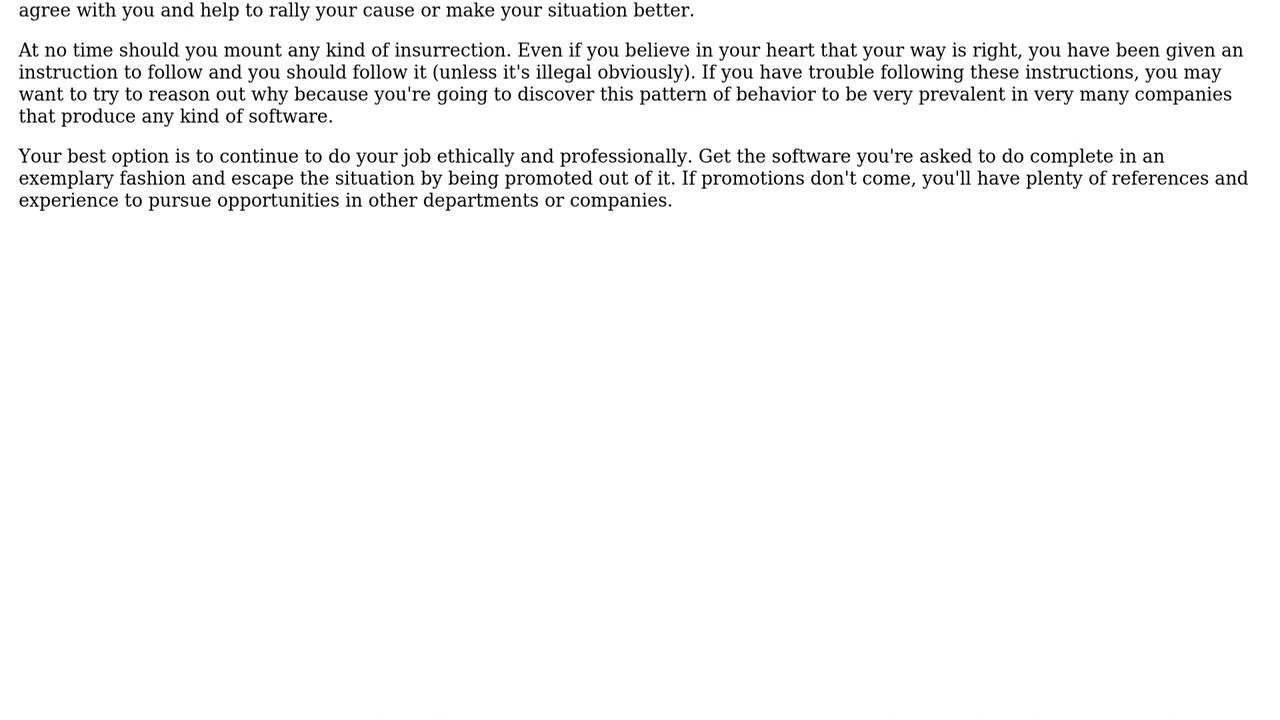 agree with you and help to rally your cause or make your situation better.
At no time should you mount any kind of insurrection. Even if you believe in your heart that your way is right, you have been given an
instruction to follow and you should follow it (unless it's illegal obviously). If you have trouble following these instructions, you may
want to try to reason out why because you're going to discover this pattern of behavior to be very prevalent in very many companies
that produce any kind of software.
Your best option is to continue to do your job ethically and professionally. Get the software you're asked to do complete in an
exemplary fashion and escape the situation by being promoted out of it. If promotions don't come, you'll have plenty of references and
experience to pursue opportunities in other departments or companies.